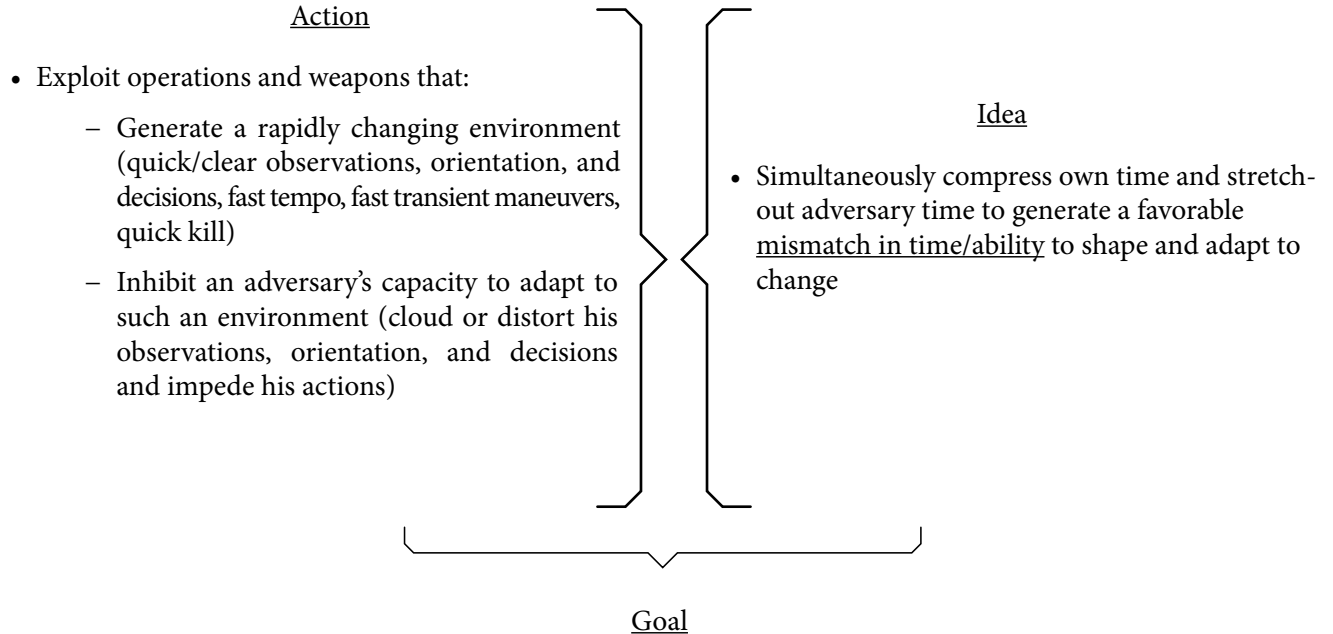 Action
• Exploit operations and weapons that:
– Generate a rapidly changing environment
(quick/clear observations, orientation, and
decisions, fast tempo, fast transient maneuvers,
quick kill)
– Inhibit an adversary’s capacity to adapt to
such an environment (cloud or distort his
observations, orientation, and decisions
and impede his actions)
Idea
• Simultaneously compress own time and stretch-
out adversary time to generate a favorable
mismatch in time/ability to shape and adapt to
change
Goal